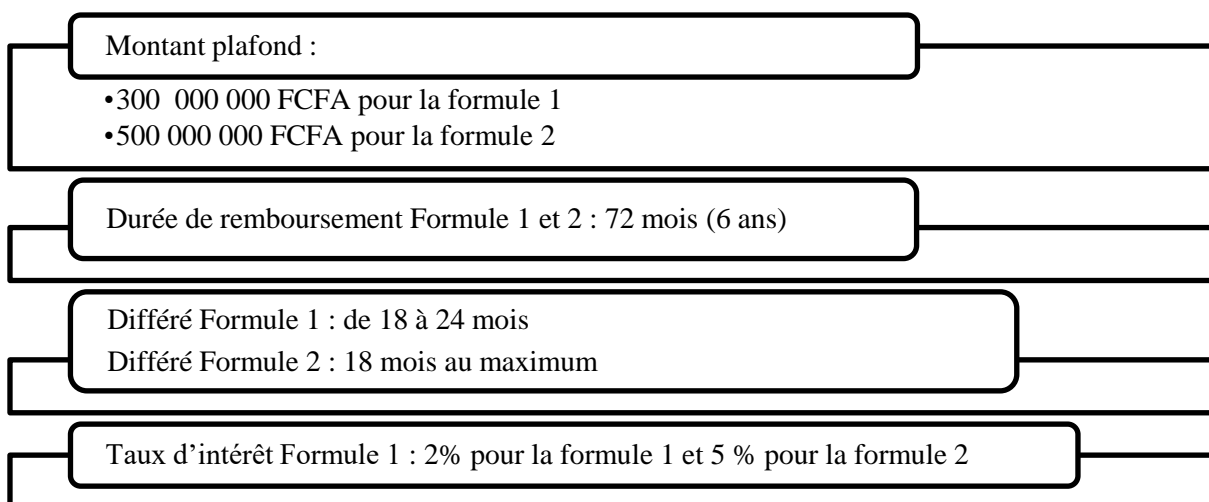 Montant plafond :
•300 000 000 FCFA pour la formule 1
•500 000 000 FCFA pour la formule 2
Durée de remboursement Formule 1 et 2 : 72 mois (6 ans)
Différé Formule 1 : de 18 à 24 mois
Différé Formule 2 : 18 mois au maximum
Taux d’intérêt Formule 1 : 2% pour la formule 1 et 5 % pour la formule 2